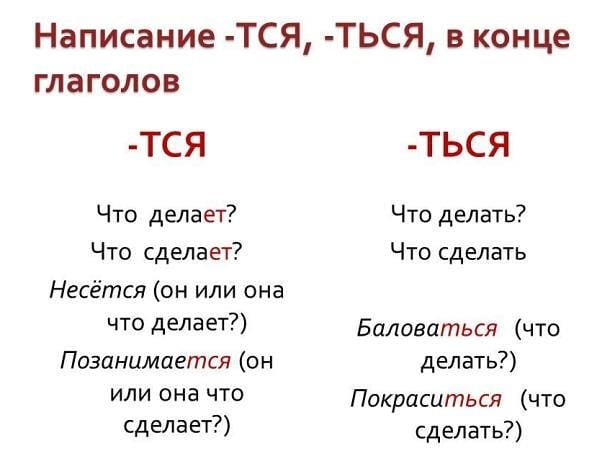 Написание -ТСЯ, -ТЬСЯ, в конце
глаголов
-ТСЯ
Что делает?
Что сделает?
Несётся (он или она
что делает?)
Позанимается (он
или она что
сделает?)
-ТЬСЯ
Что делать?
Что сделать
Баловаться (что
делать?)
Покраситься (что
сделать?)